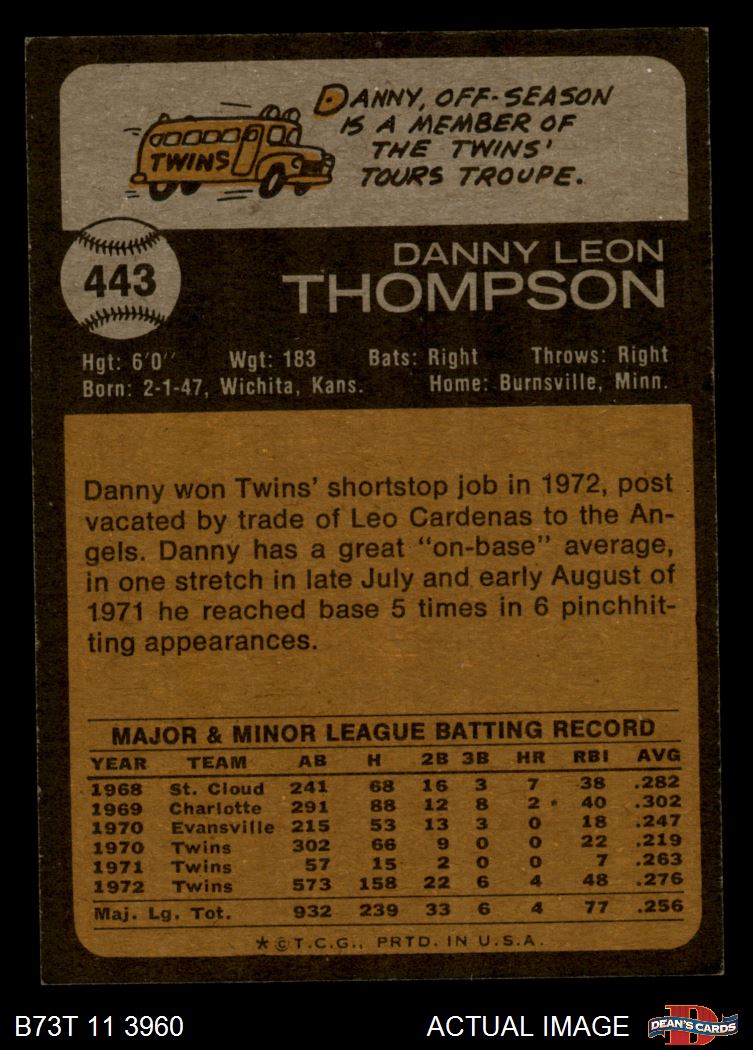 DANNY, OFF-SEASON
IS A MEMBER OF
THE TWINS'
TOURS TROUPE.
TWINS
443
DANNY LEON
THOMPSON
Hgt: 6'0" Wgt: 183 Bats: Right Throws: Right
Born: 2-1-47, Wichita, Kans. Home: Burnsville, Minn.
Danny won Twins' shortstop job in 1972, post
vacated by trade of Leo Cardenas to the An-
gels. Danny has a great "on-base" average,
in one stretch in late July and early August of
1971 he reached base 5 times in 6 pinchhit-
ting appearances.
MAJOR & MINOR LEAGUE BATTING RECORD
YEAR TEAM AB H 2B 3B HR RBI AVG
1968 St. Cloud 241 68 16 3 7 38 .282
1969 Charlotte 291 88 12 8 2 40 .302
1970 Evansville 215 53 13 3 0 18 .247
1970 Twins 302 66 9 0 0 22 .219
1971 Twins 57 15 2 0 0 7 .263
1972 Twins 573 158 22 6 4 48 .276
Maj. Lg. Tot. 932 239 33 6 4 77 .256
*©T.C.G., PRTD. IN U.S.A.
B73T 11 3960 ACTUAL IMAGE DEAN'S CARDS